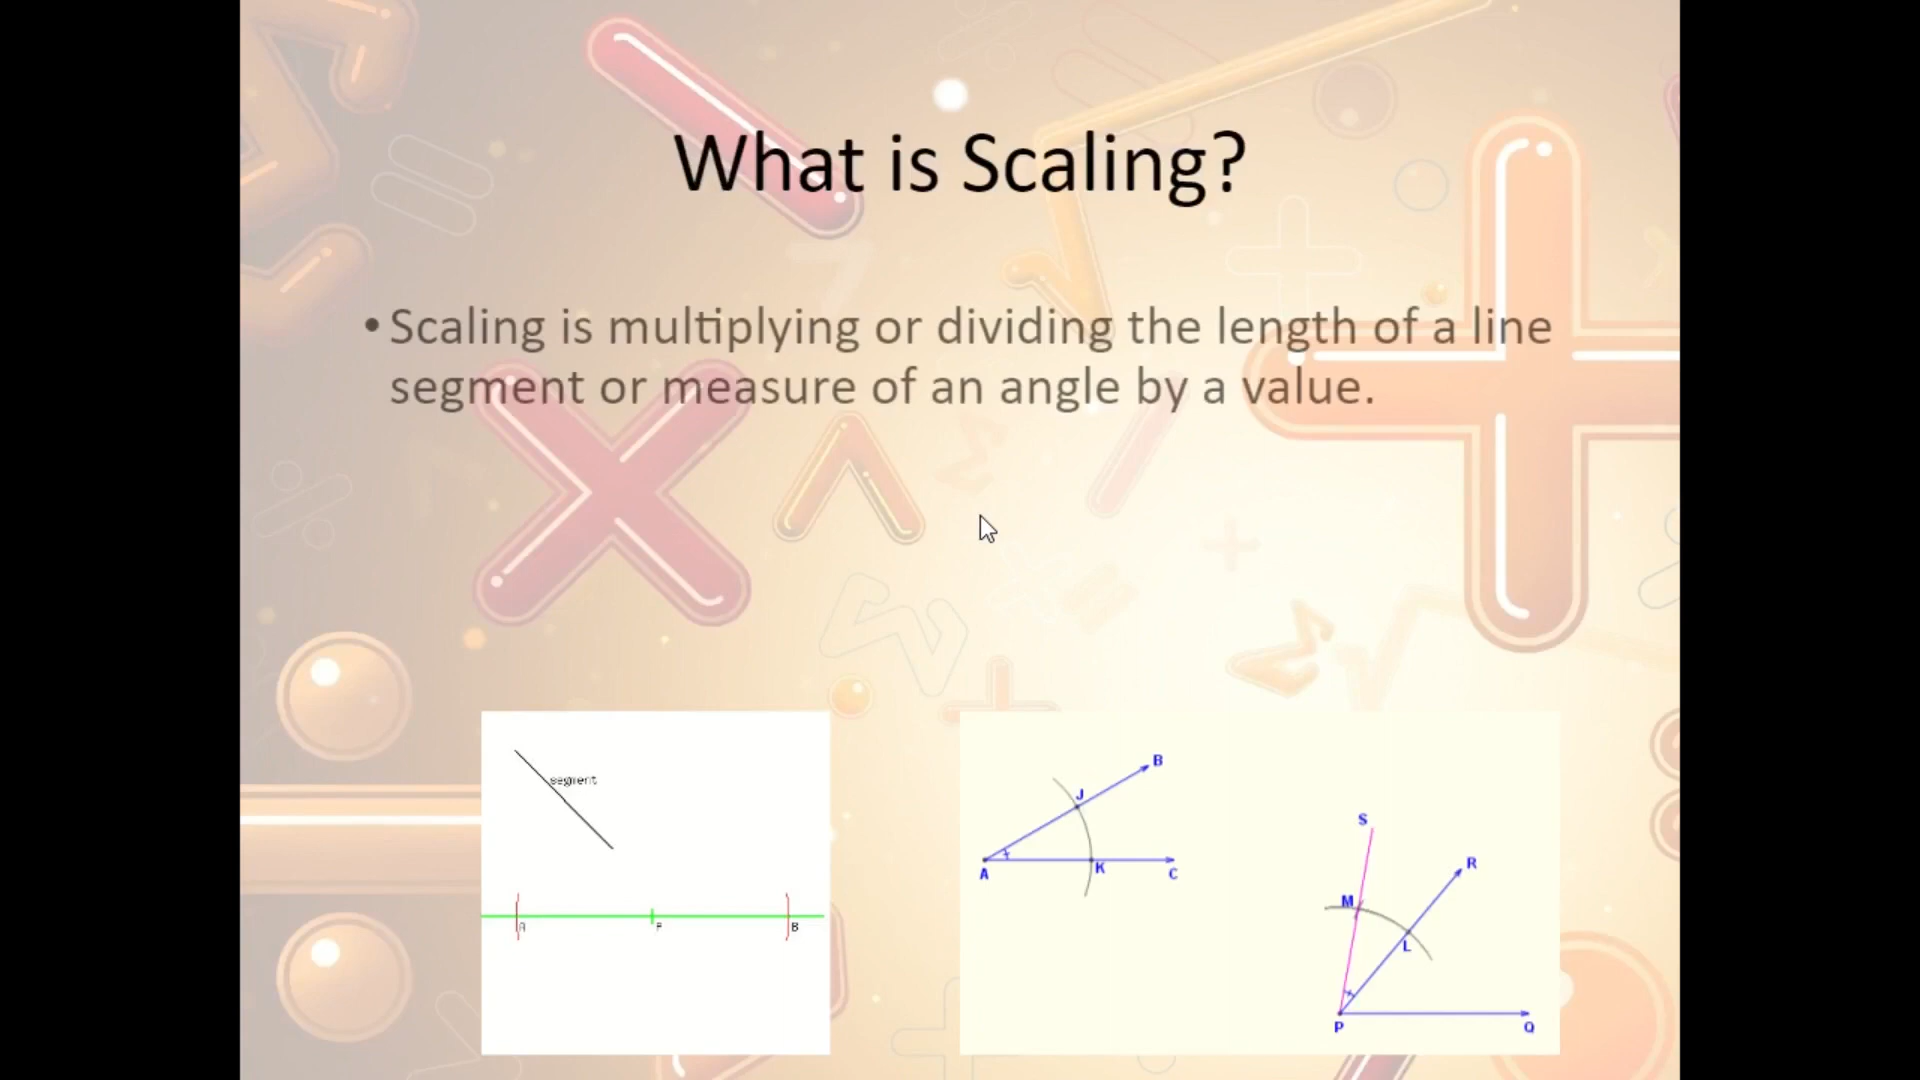 What is Scaling?
• Scaling is multiplying or dividing the length of a line
segment or measure of an angle by a value.
segment
A P B
B
J
A K C
S
R
M
L
P Q